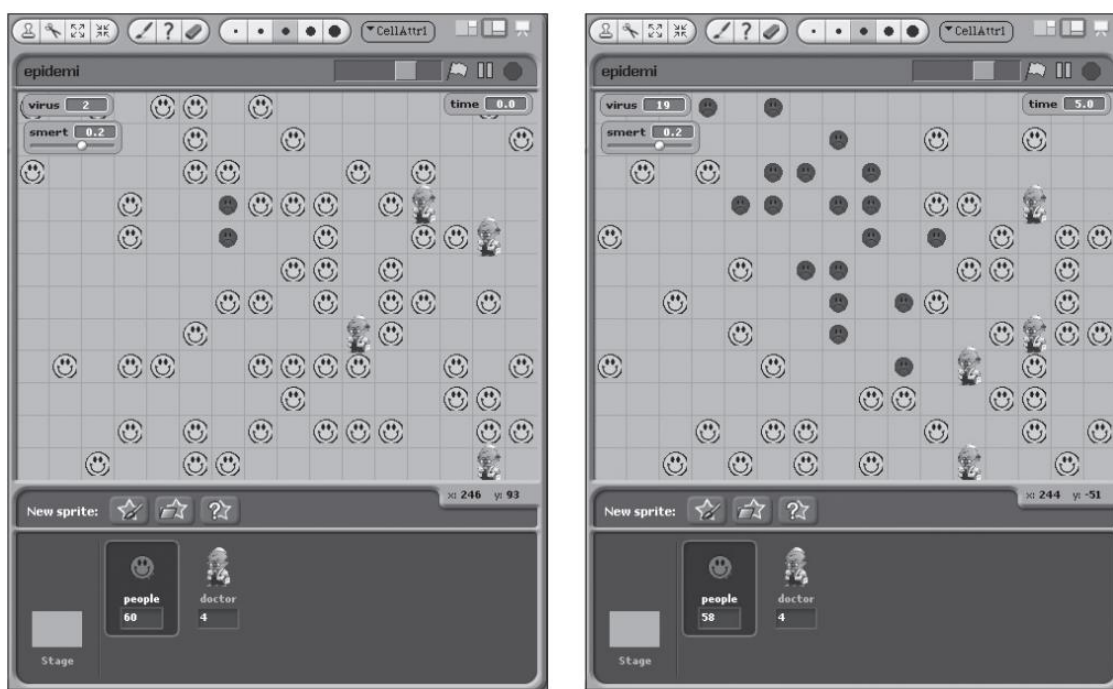 CellAttr1
epidemi
virus 2
time 0.0
smert 0.2
x: 246 y: 93
New sprite:
people
doctor
60
4
Stage
CellAttr1
epidemi
virus 19
time 5.0
smert 0.2
x: 244 y: -51
New sprite:
people
doctor
58
4
Stage